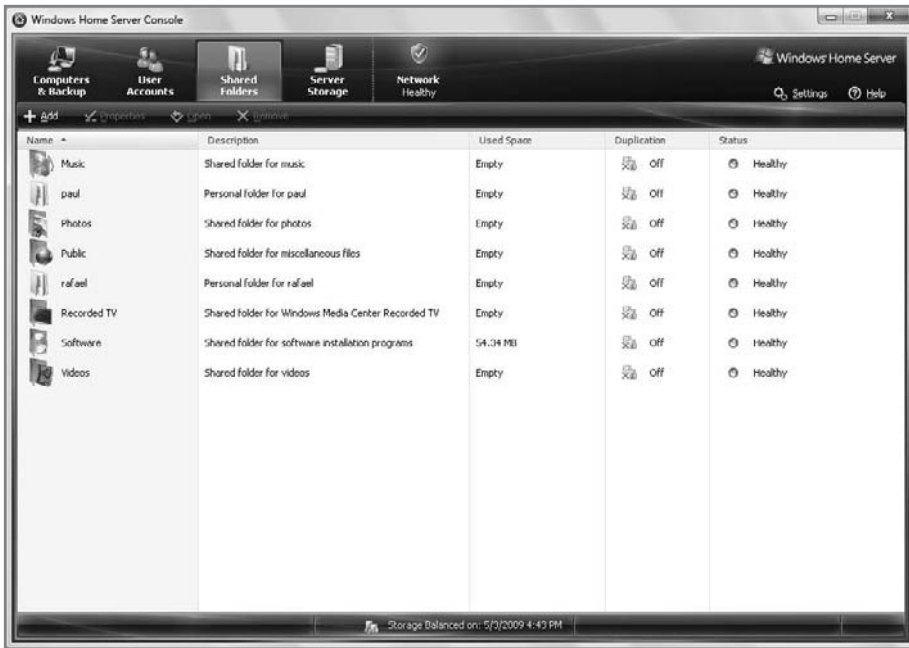 Windows Home Server Console
Computers & Backup
User Accounts
Shared Folders
Server Storage
Network Healthy
Windows Home Server
Settings
Help
Add
Properties
Open
Remove
Name Description Used Space Duplication Status
Music Shared folder for music Empty Off Healthy
paul Personal folder for paul Empty Off Healthy
Photos Shared folder for photos Empty Off Healthy
Public Shared folder for miscellaneous files Empty Off Healthy
rafael Personal folder for rafael Empty Off Healthy
Recorded TV Shared folder for Windows Media Center Recorded TV Empty Off Healthy
Software Shared folder for software installation programs 54.34 MB Off Healthy
Videos Shared folder for videos Empty Off Healthy
Storage Balanced on: 5/3/2009 4:43 PM